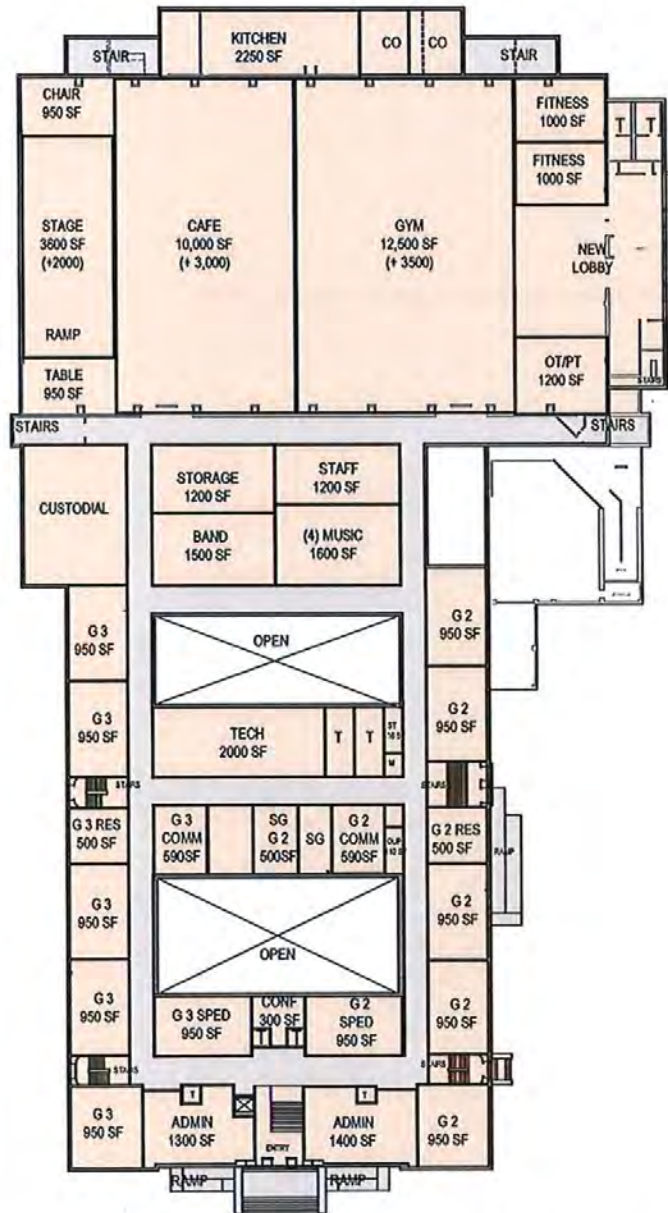 KITCHEN
2250 SF
CO
CO
STAIR
STAIR
CHAIR
950 SF
FITNESS
1000 SF
T
T
FITNESS
1000 SF
STAGE
3600 SF
(+2000)
CAFE
10,000 SF
(+ 3,000)
GYM
12,500 SF
(+ 3500)
NEW
LOBBY
RAMP
TABLE
950 SF
OT/PT
1200 SF
STAIRS
STAIRS
STAIRS
CUSTODIAL
STORAGE
1200 SF
STAFF
1200 SF
BAND
1500 SF
(4) MUSIC
1600 SF
G 3
950 SF
OPEN
G 2
950 SF
G 3
950 SF
TECH
2000 SF
T
T
ST
M
G 2
950 SF
STAIRS
STAIRS
G 3 RES
500 SF
G 3
COMM
590SF
SG
G 2
500SF
SG
G 2
COMM
590SF
G 2 RES
500 SF
RAMP
G 3
950 SF
OPEN
G 2
950 SF
G 3
950 SF
G 3 SPED
950 SF
CONF
300 SF
T
T
G 2
SPED
950 SF
G 2
950 SF
STAIRS
STAIRS
G 3
950 SF
T
ADMIN
1300 SF
ENTRY
T
ADMIN
1400 SF
G 2
950 SF
RAMP
RAMP